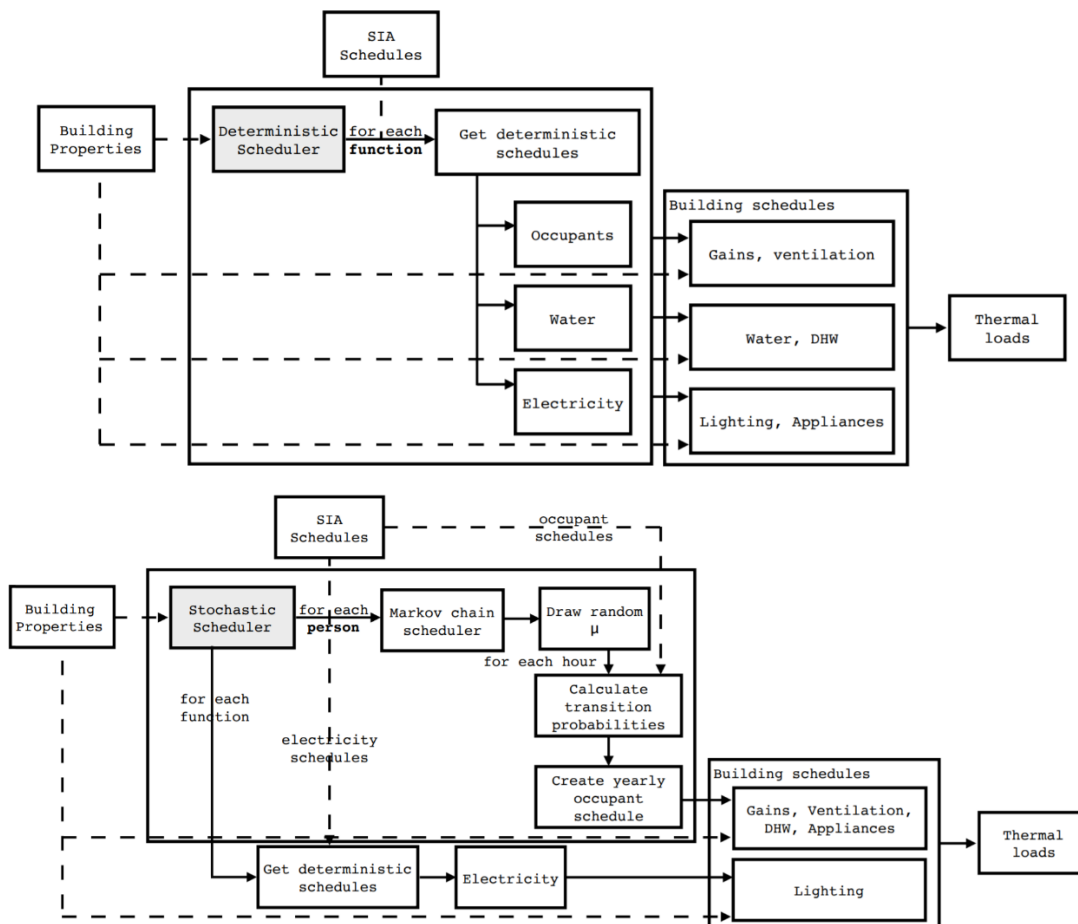 SIA
Schedules
Building
Properties
Deterministic
Scheduler
for each
function
Get deterministic
schedules
Occupants
Water
Electricity
Building schedules
Gains, ventilation
Water, DHW
Lighting, Appliances
Thermal
loads
SIA
Schedules
occupant
schedules
Building
Properties
Stochastic
Scheduler
for each
person
Markov chain
scheduler
Draw random
μ
for each hour
Calculate
transition
probabilities
for each
function
electricity
schedules
Create yearly
occupant
schedule
Get deterministic
schedules
Electricity
Building schedules
Gains, Ventilation,
DHW, Appliances
Lighting
Thermal
loads